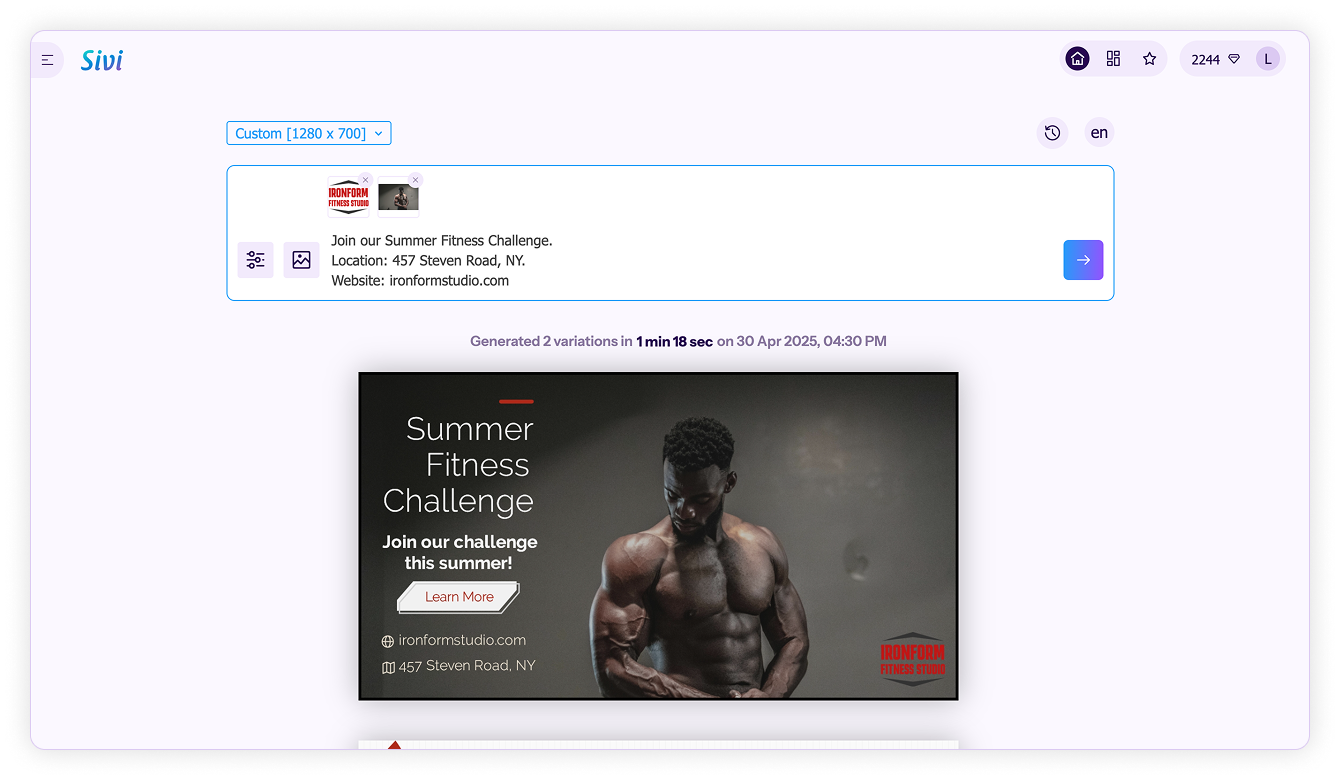 Sivi
2244
L
Custom [1280 x 700]
en
IRONFORM
FITNESS STUDIO
Join our Summer Fitness Challenge.
Location: 457 Steven Road, NY.
Website: ironformstudio.com
Generated 2 variations in 1 min 18 sec on 30 Apr 2025, 04:30 PM
Summer
Fitness
Challenge
Join our challenge
this summer!
Learn More
ironformstudio.com
457 Steven Road, NY
IRONFORM
FITNESS STUDIO